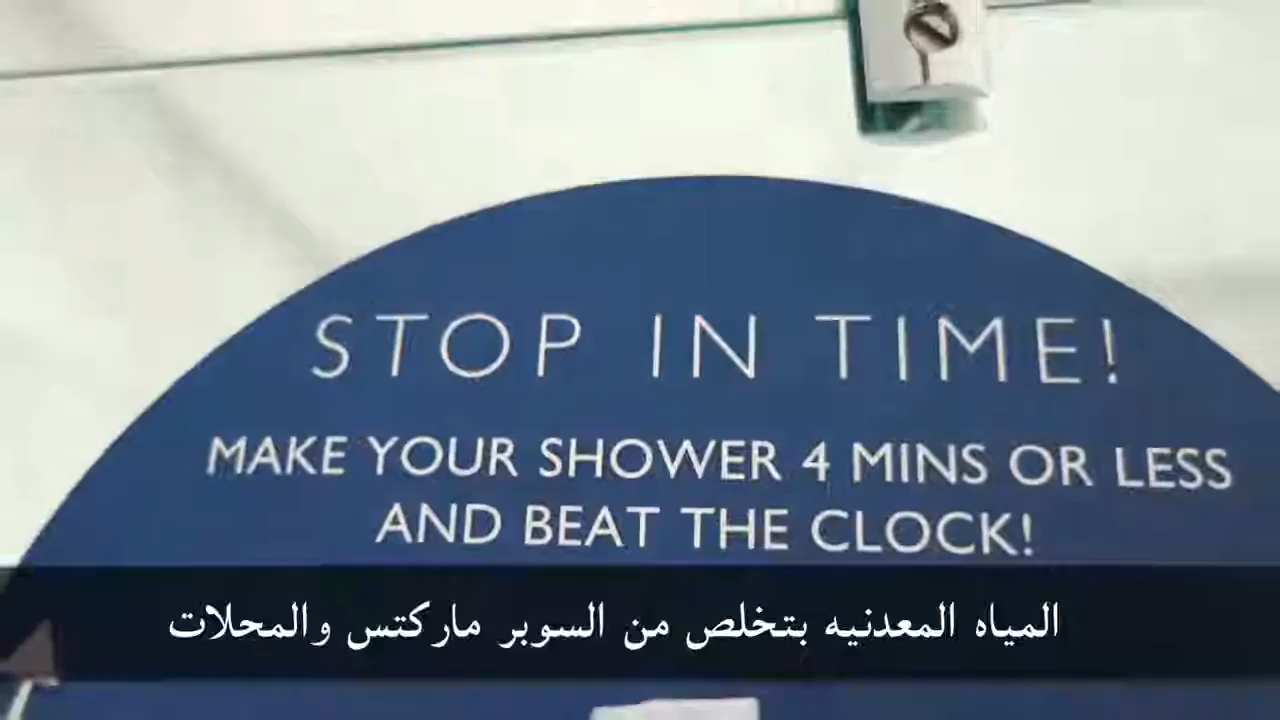 STOP IN TIME!
MAKE YOUR SHOWER 4 MINS OR LESS
AND BEAT THE CLOCK!
المياه المعدنيه بتخلص من السوبر ماركتس والمحلات